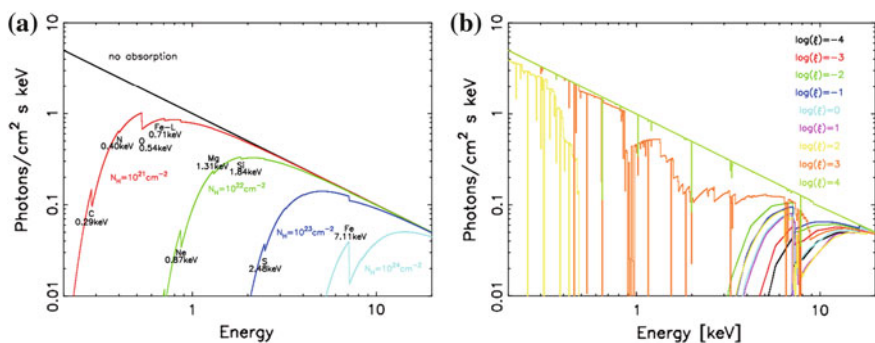 (a)
Photons/cm² s keV
10
1
0.1
0.01
no absorption
N
0.40keV
O
0.54keV
Fe-L
0.71keV
Mg
1.31keV
Si
1.84keV
N_H=10²¹cm⁻²
N_H=10²²cm⁻²
C
0.29keV
Ne
0.87keV
N_H=10²³cm⁻²
S
2.48keV
Fe
7.11keV
N_H=10²⁴cm⁻²
1
10
Energy
(b)
Photons/cm² s keV
10
1
0.1
0.01
log(ξ)=-4
log(ξ)=-3
log(ξ)=-2
log(ξ)=-1
log(ξ)=0
log(ξ)=1
log(ξ)=2
log(ξ)=3
log(ξ)=4
1
10
Energy [keV]